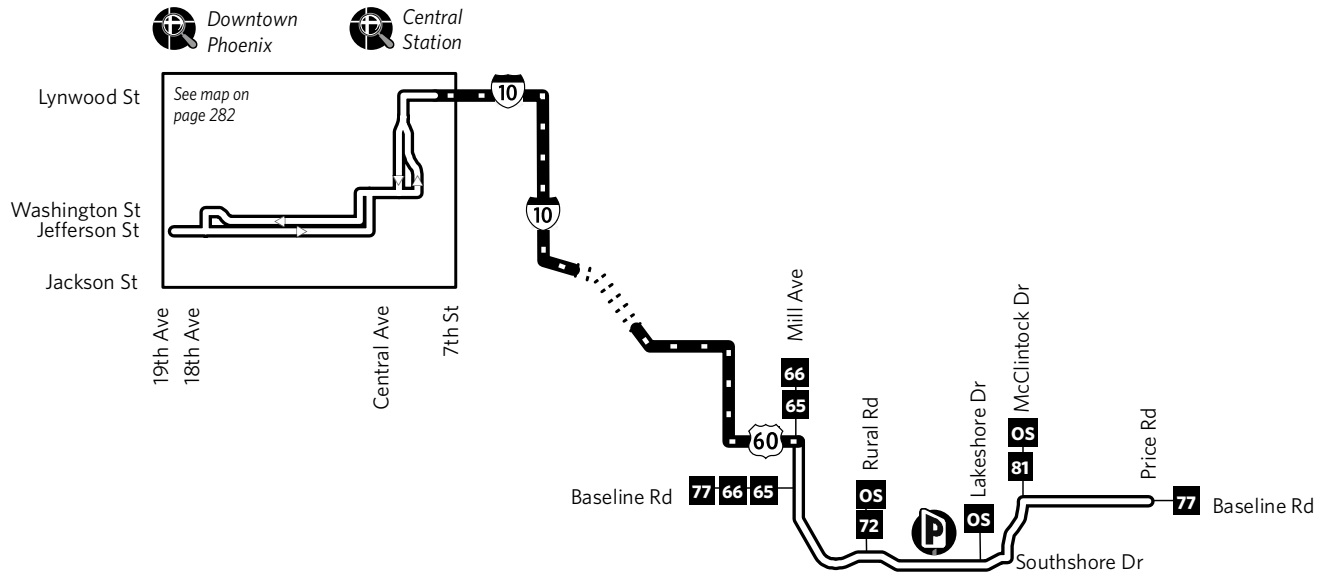 Downtown
Phoenix
Central
Station
Lynwood St
See map on
page 282
10
10
Washington St
Jefferson St
Jackson St
19th Ave
18th Ave
Central Ave
7th St
Mill Ave
66
65
60
Baseline Rd
77 66 65
Rural Rd
OS
72
P
Lakeshore Dr
OS
McClintock Dr
OS
81
Price Rd
77
Baseline Rd
Southshore Dr